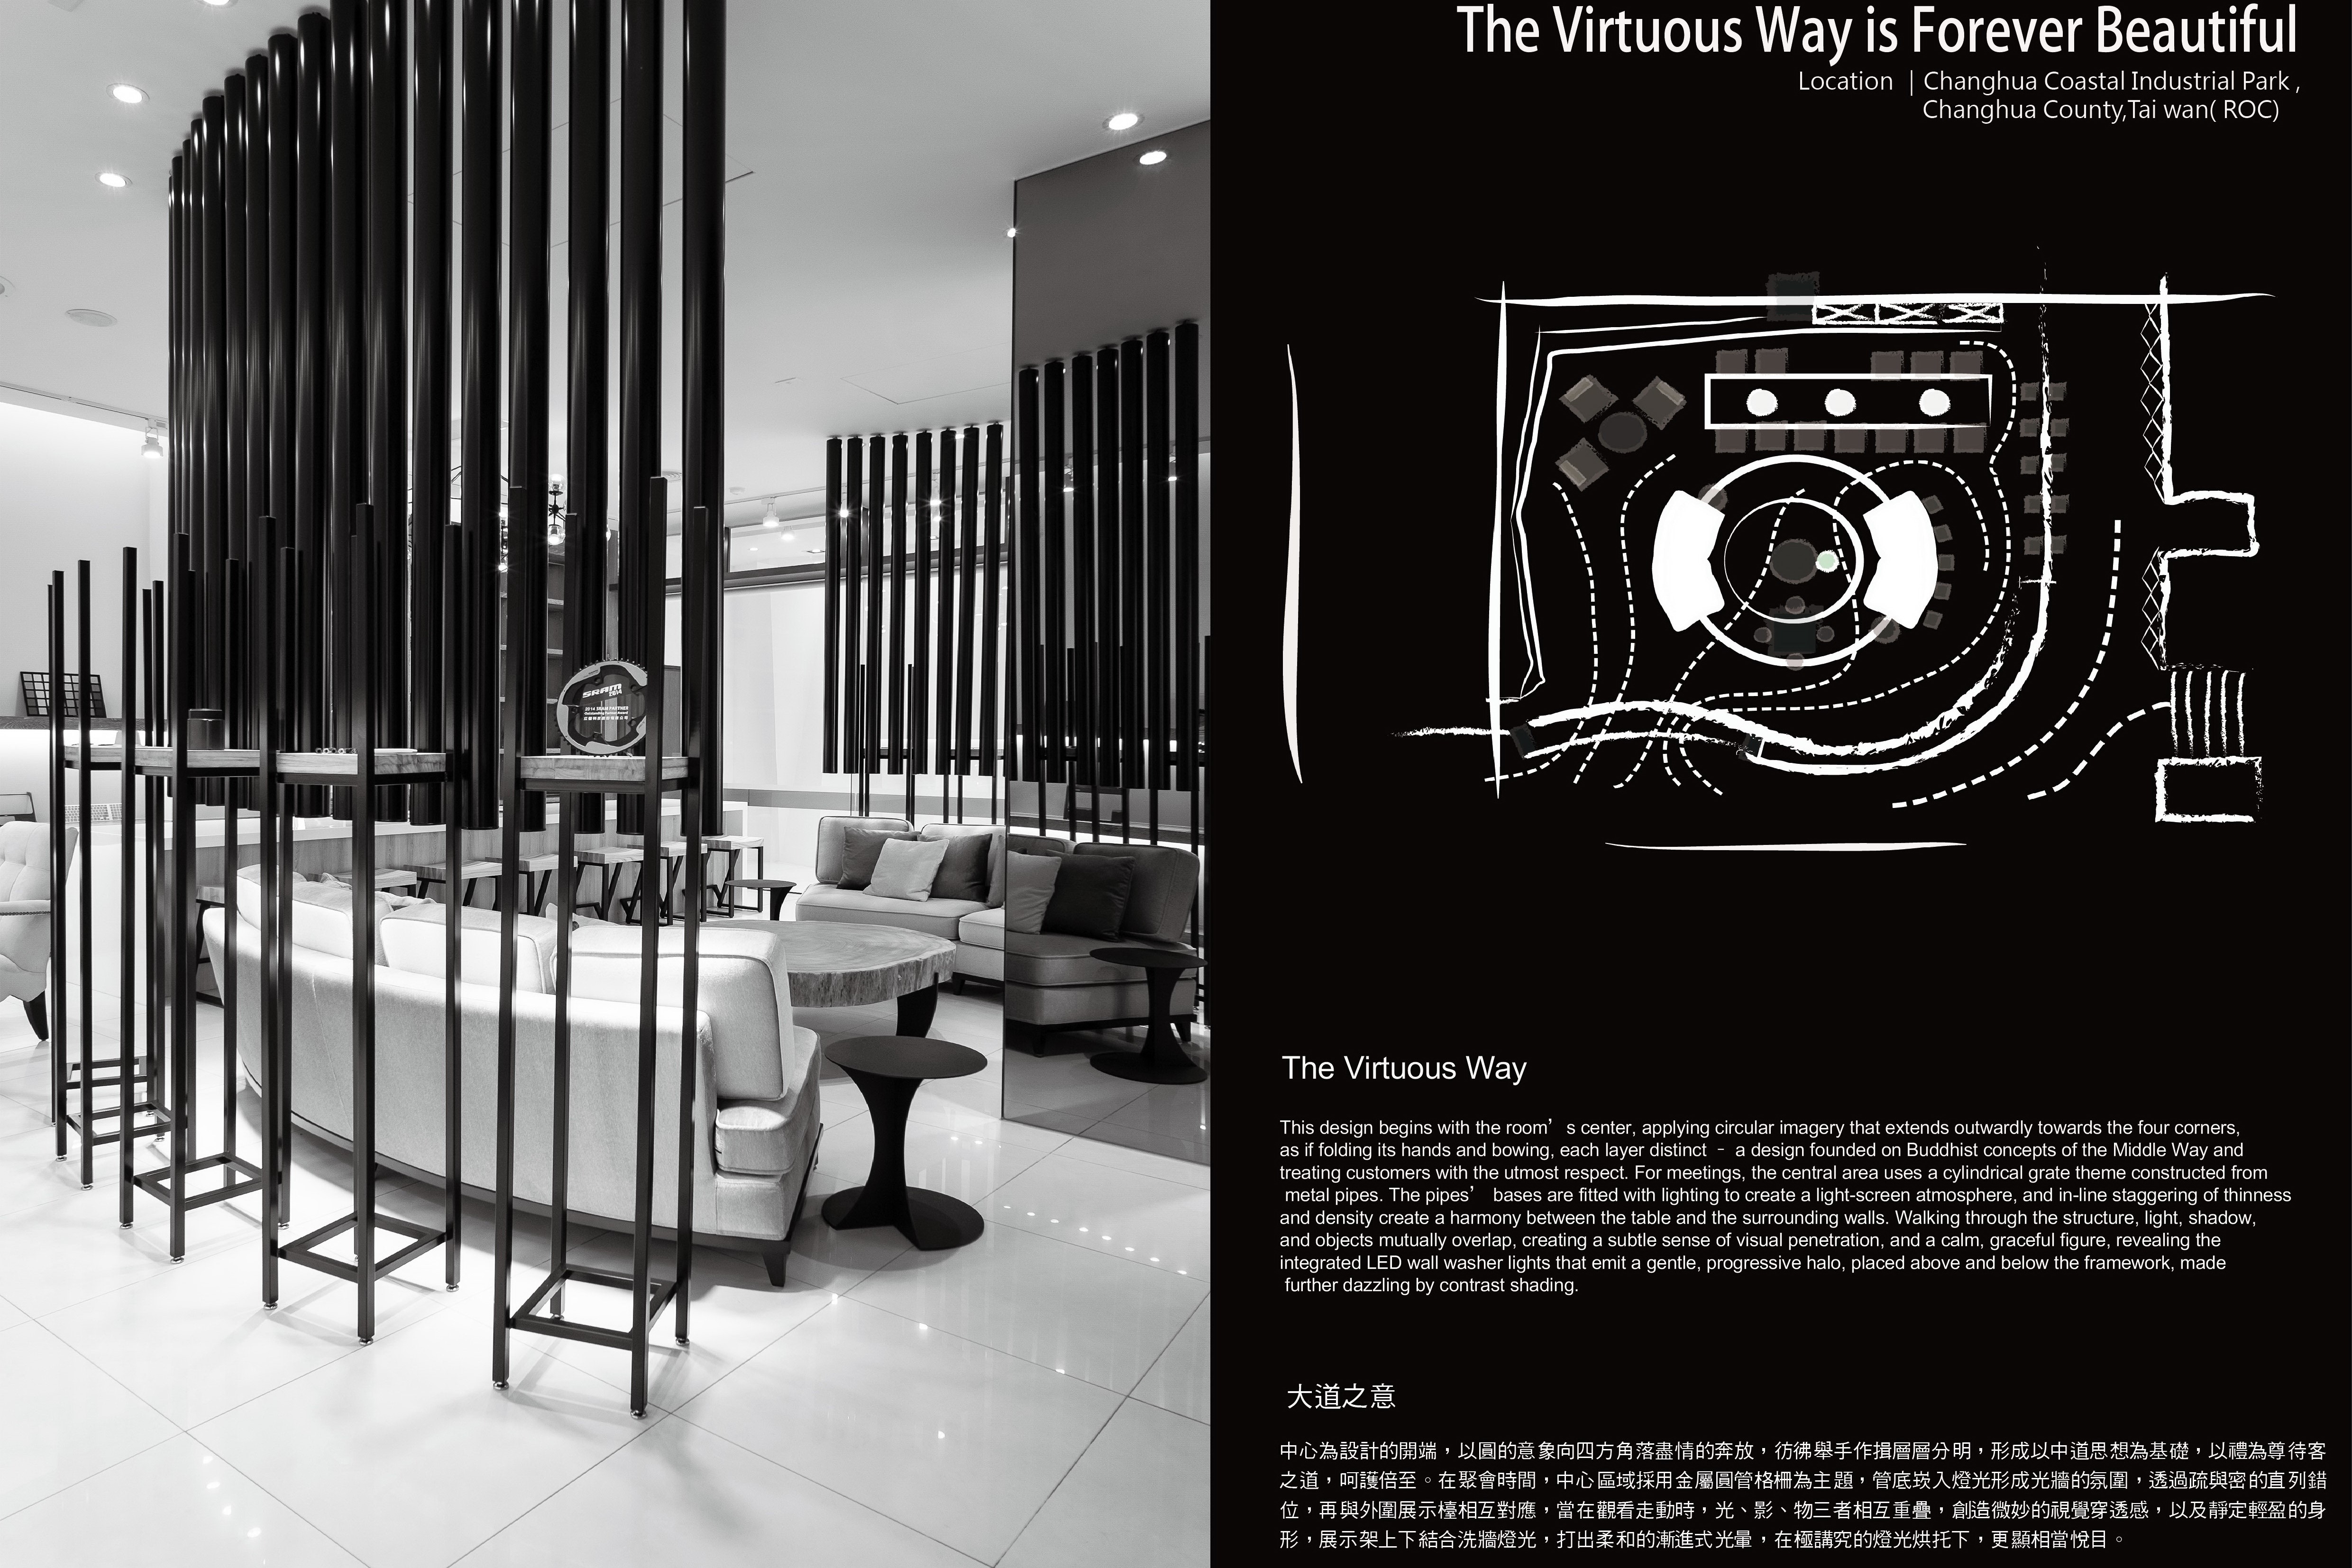 The Virtuous Way is Forever Beautiful
Location | Changhua Coastal Industrial Park ,
Changhua County,Tai wan( ROC)
SRAM
2014
2014 SRAM PARTNER
The Virtuous Way
This design begins with the room’ s center, applying circular imagery that extends outwardly towards the four corners,
as if folding its hands and bowing, each layer distinct - a design founded on Buddhist concepts of the Middle Way and
treating customers with the utmost respect. For meetings, the central area uses a cylindrical grate theme constructed from
metal pipes. The pipes’ bases are fitted with lighting to create a light-screen atmosphere, and in-line staggering of thinness
and density create a harmony between the table and the surrounding walls. Walking through the structure, light, shadow,
and objects mutually overlap, creating a subtle sense of visual penetration, and a calm, graceful figure, revealing the
integrated LED wall washer lights that emit a gentle, progressive halo, placed above and below the framework, made
further dazzling by contrast shading.
大道之意
中心為設計的開端，以圓的意象向四方角落盡情的奔放，彷彿舉手作揖層層分明，形成以中道思想為基礎，以禮為尊待客
之道，呵護倍至。在聚會時間，中心區域採用金屬圓管格柵為主題，管底崁入燈光形成光牆的氛圍，透過疏與密的直列錯
位，再與外圍展示檯相互對應，當在觀看走動時，光、影、物三者相互重疊，創造微妙的視覺穿透感，以及靜定輕盈的身
形，展示架上下結合洗牆燈光，打出柔和的漸進式光暈，在極講究的燈光烘托下，更顯相當悅目。